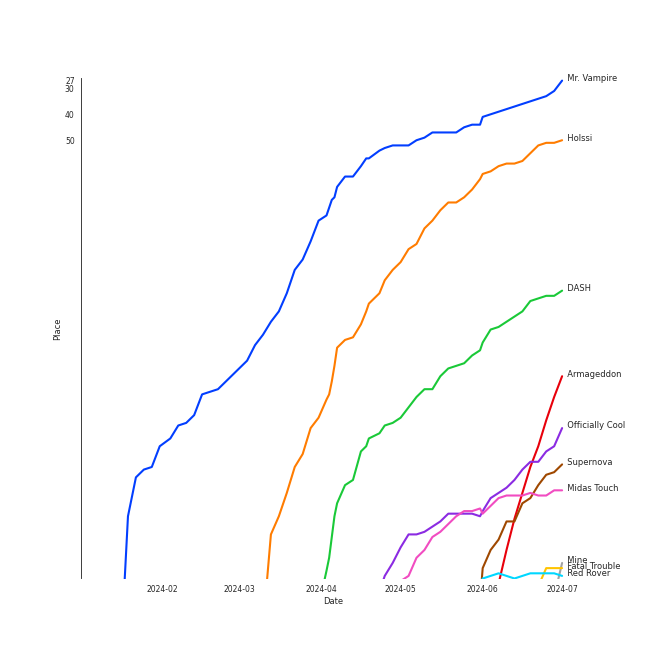 27
30
40
50
Place
Mr. Vampire
Holssi
DASH
Armageddon
Officially Cool
Supernova
Midas Touch
Mine
Fatal Trouble
Red Rover
2024-02 2024-03 2024-04 2024-05 2024-06 2024-07
Date